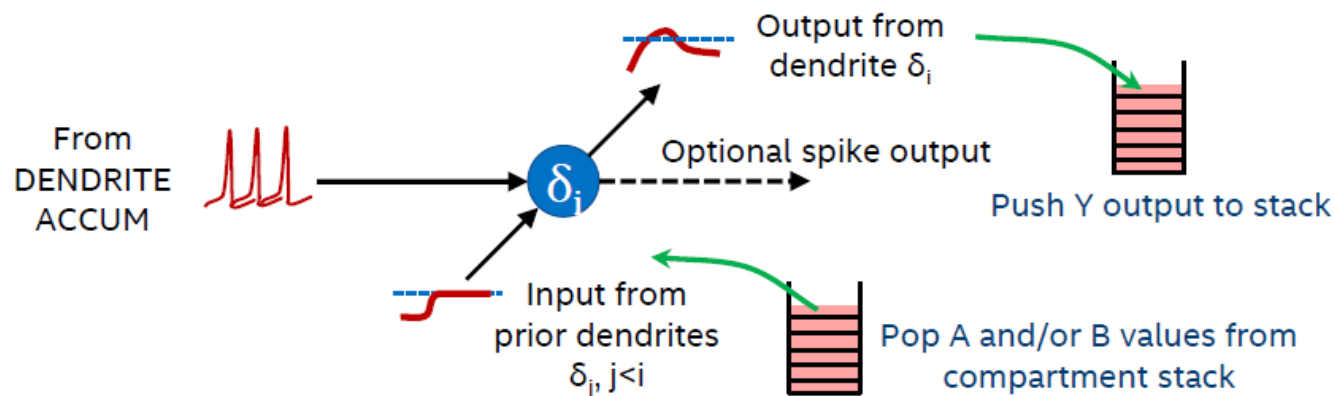 Output from
dendrite δi
From
DENDRITE
ACCUM
δi
Optional spike output
Push Y output to stack
Input from
prior dendrites
δj, j<i
Pop A and/or B values from
compartment stack